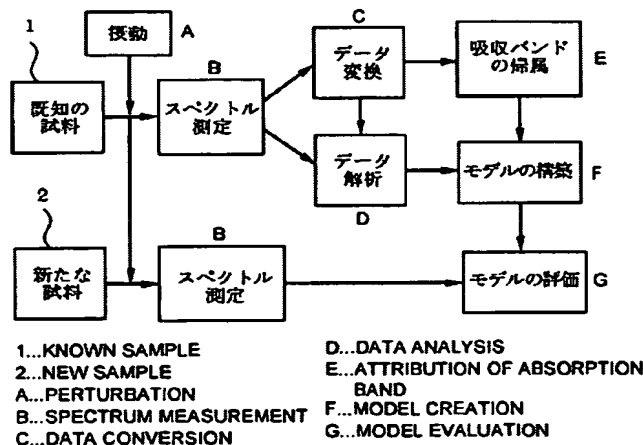 1
摂動
A
B
C
データ
変換
吸収バンド
の帰属
E
既知の
試料
スペクトル
測定
データ
解析
D
モデルの構築
F
2
新たな
試料
B
スペクトル
測定
モデルの評価
G
1...KNOWN SAMPLE
2...NEW SAMPLE
A...PERTURBATION
B...SPECTRUM MEASUREMENT
C...DATA CONVERSION
D...DATA ANALYSIS
E...ATTRIBUTION OF ABSORPTION
BAND
F...MODEL CREATION
G...MODEL EVALUATION